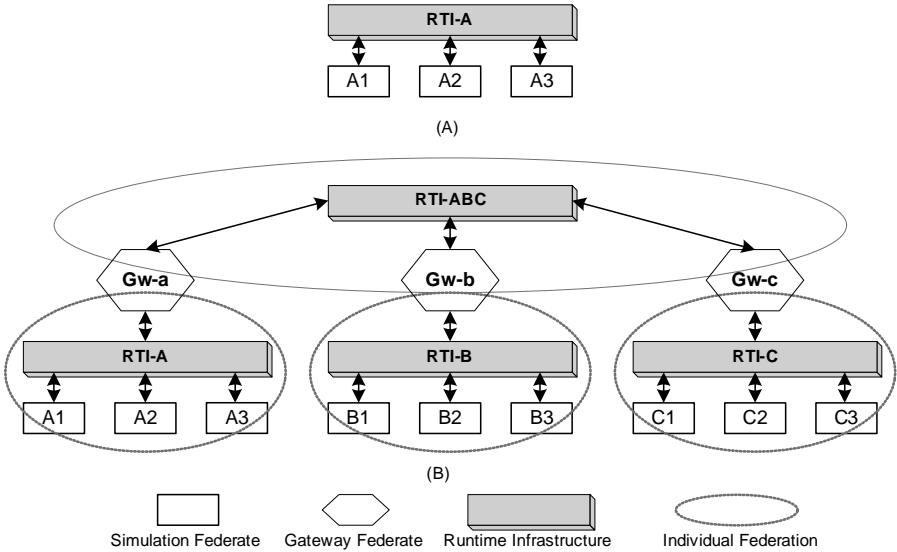 RTI-A
A1 A2 A3
(A)
RTI-ABC
Gw-a Gw-b Gw-c
RTI-A RTI-B RTI-C
A1 A2 A3 B1 B2 B3 C1 C2 C3
(B)
Simulation Federate Gateway Federate Runtime Infrastructure Individual Federation